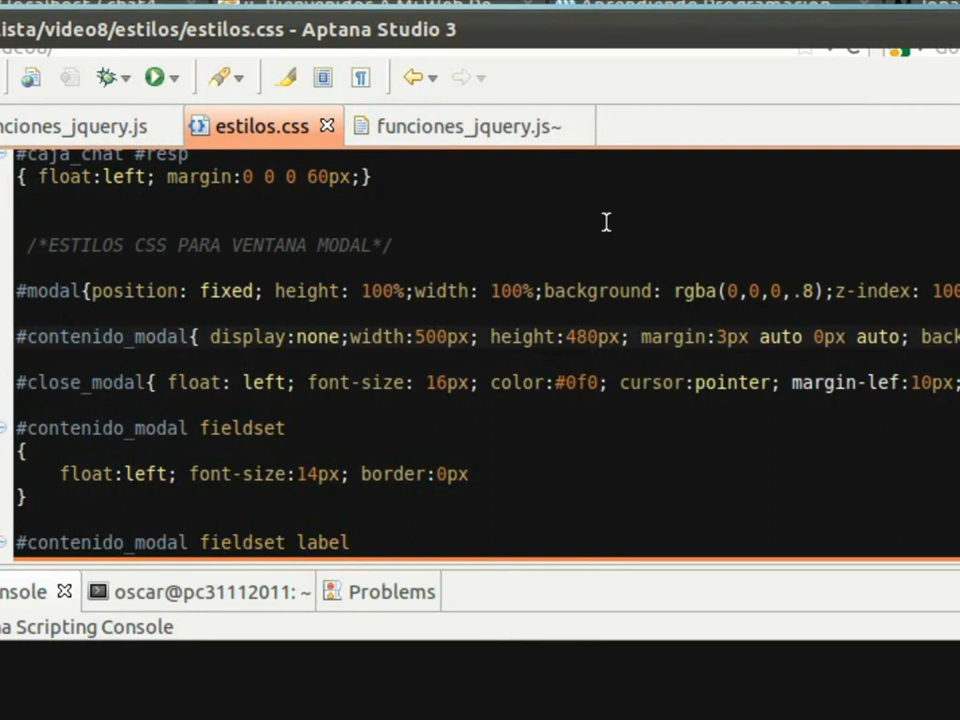 ista/video8/estilos/estilos.css - Aptana Studio 3
nciones_jquery.js estilos.css funciones_jquery.js~
#caja_chat #resp
{ float:left; margin:0 0 0 60px;}
/*ESTILOS CSS PARA VENTANA MODAL*/
#modal{position: fixed; height: 100%;width: 100%;background: rgba(0,0,0,.8);z-index: 100
#contenido_modal{ display:none;width:500px; height:480px; margin:3px auto 0px auto; back
#close_modal{ float: left; font-size: 16px; color:#0f0; cursor:pointer; margin-lef:10px;
#contenido_modal fieldset
{
float:left; font-size:14px; border:0px
}
#contenido_modal fieldset label
nsole oscar@pc31112011: ~ Problems
a Scripting Console